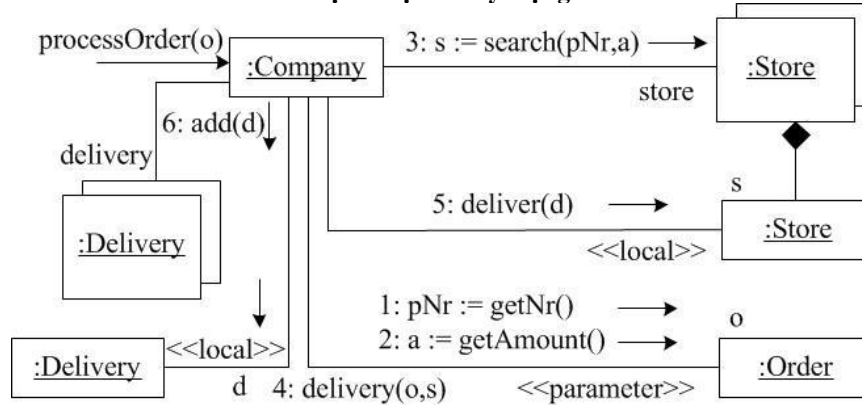 processOrder(o)
:Company
3: s := search(pNr,a)
:Store
store
6: add(d)
delivery
:Delivery
s
5: deliver(d)
:Store
<<local>>
1: pNr := getNr()
2: a := getAmount()
o
:Delivery
<<local>>
:Order
d
4: delivery(o,s)
<<parameter>>